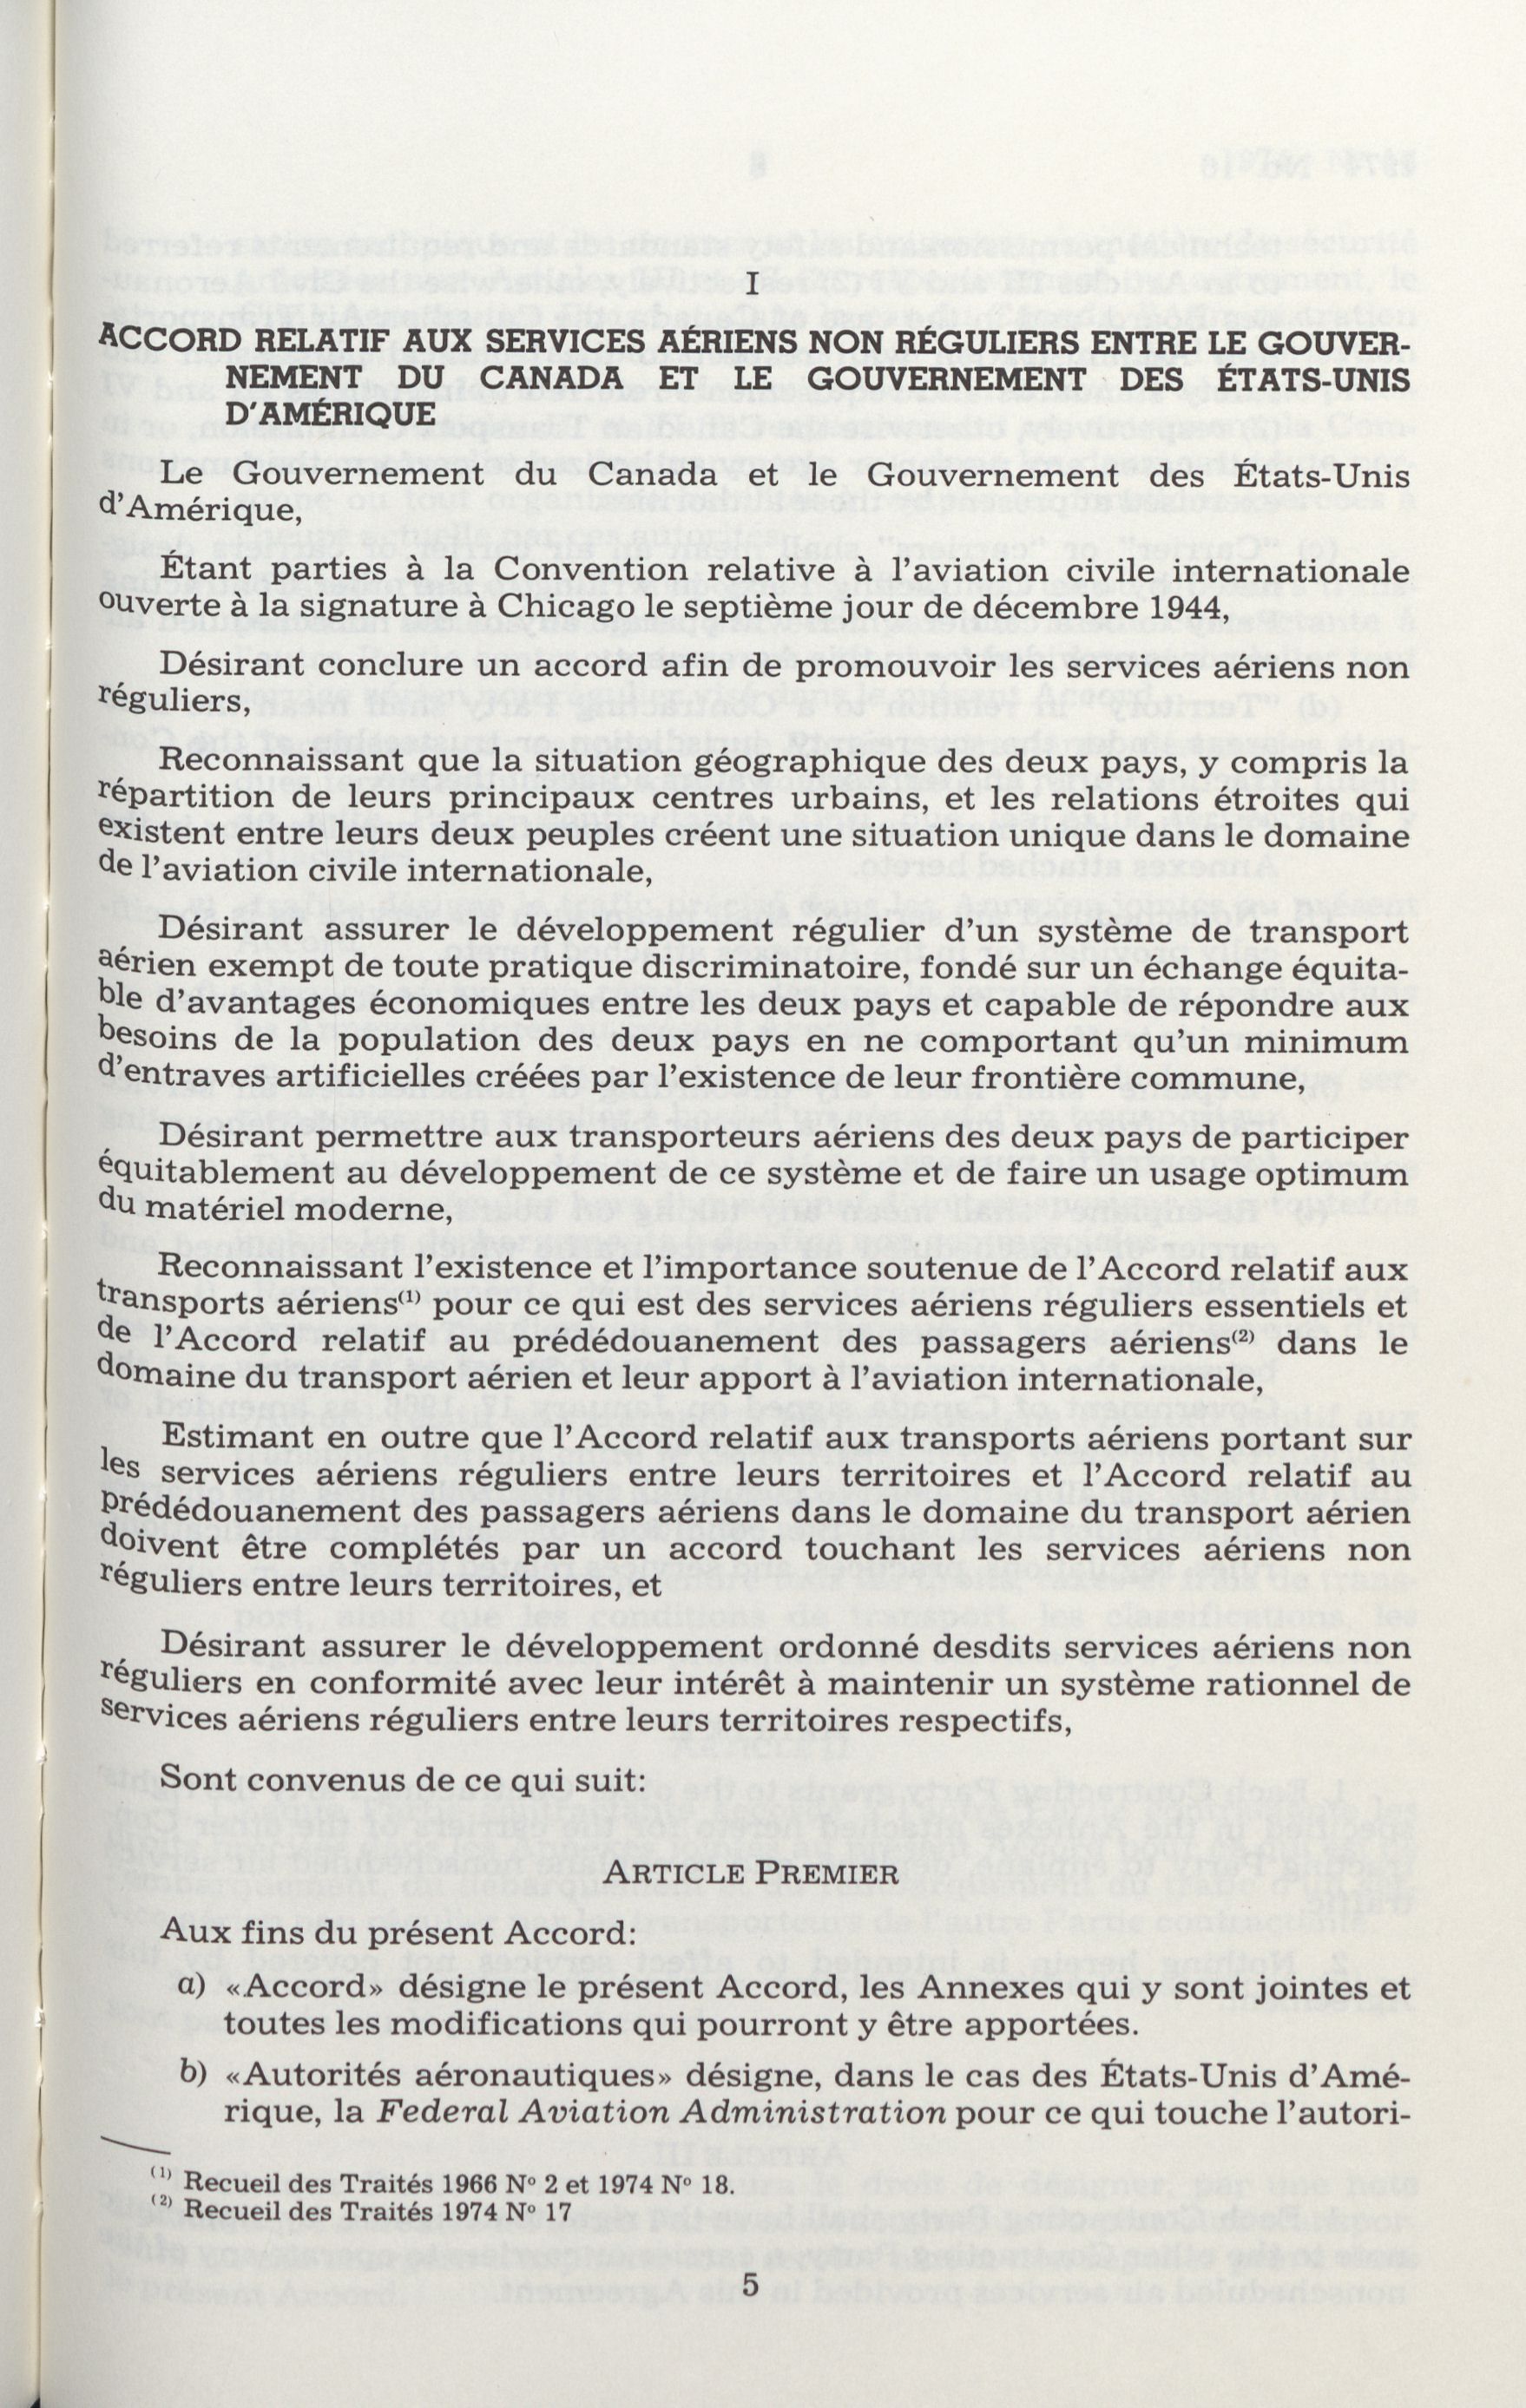 I
ACCORD RELATIF AUX SERVICES AÉRIENS NON RÉGULIERS ENTRE LE GOUVER-
NEMENT DU CANADA ET LE GOUVERNEMENT DES ÉTATS-UNIS
D'AMÉRIQUE
Le Gouvernement du Canada et le Gouvernement des États-Unis
d'Amérique,
Étant parties à la Convention relative à l'aviation civile internationale
ouverte à la signature à Chicago le septième jour de décembre 1944,
Désirant conclure un accord afin de promouvoir les services aériens non
réguliers,
Reconnaissant que la situation géographique des deux pays, y compris la
répartition de leurs principaux centres urbains, et les relations étroites qui
existent entre leurs deux peuples créent une situation unique dans le domaine
de l'aviation civile internationale,
Désirant assurer le développement régulier d'un système de transport
aérien exempt de toute pratique discriminatoire, fondé sur un échange équita-
ble d'avantages économiques entre les deux pays et capable de répondre aux
besoins de la population des deux pays en ne comportant qu'un minimum
d'entraves artificielles créées par l'existence de leur frontière commune,
Désirant permettre aux transporteurs aériens des deux pays de participer
équitablement au développement de ce système et de faire un usage optimum
du matériel moderne,
Reconnaissant l'existence et l'importance soutenue de l'Accord relatif aux
transports aériens(1) pour ce qui est des services aériens réguliers essentiels et
de l'Accord relatif au prédédouanement des passagers aériens(2) dans le
domaine du transport aérien et leur apport à l'aviation internationale,
Estimant en outre que l'Accord relatif aux transports aériens portant sur
les services aériens réguliers entre leurs territoires et l'Accord relatif au
prédédouanement des passagers aériens dans le domaine du transport aérien
doivent être complétés par un accord touchant les services aériens non
réguliers entre leurs territoires, et
Désirant assurer le développement ordonné desdits services aériens non
réguliers en conformité avec leur intérêt à maintenir un système rationnel de
services aériens réguliers entre leurs territoires respectifs,
Sont convenus de ce qui suit:
ARTICLE PREMIER
Aux fins du présent Accord:
a) «Accord» désigne le présent Accord, les Annexes qui y sont jointes et
toutes les modifications qui pourront y être apportées.
b) «Autorités aéronautiques» désigne, dans le cas des États-Unis d'Amé-
rique, la Federal Aviation Administration pour ce qui touche l'autori-
(1) Recueil des Traités 1966 Nº 2 et 1974 Nº 18.
(2) Recueil des Traités 1974 Nº 17
5